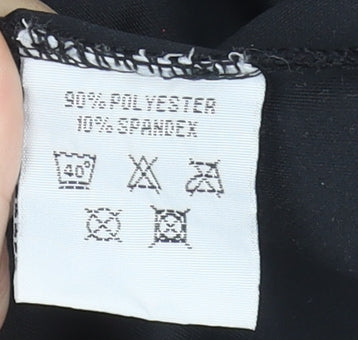 90% POLYESTER
10% SPANDEX
40°